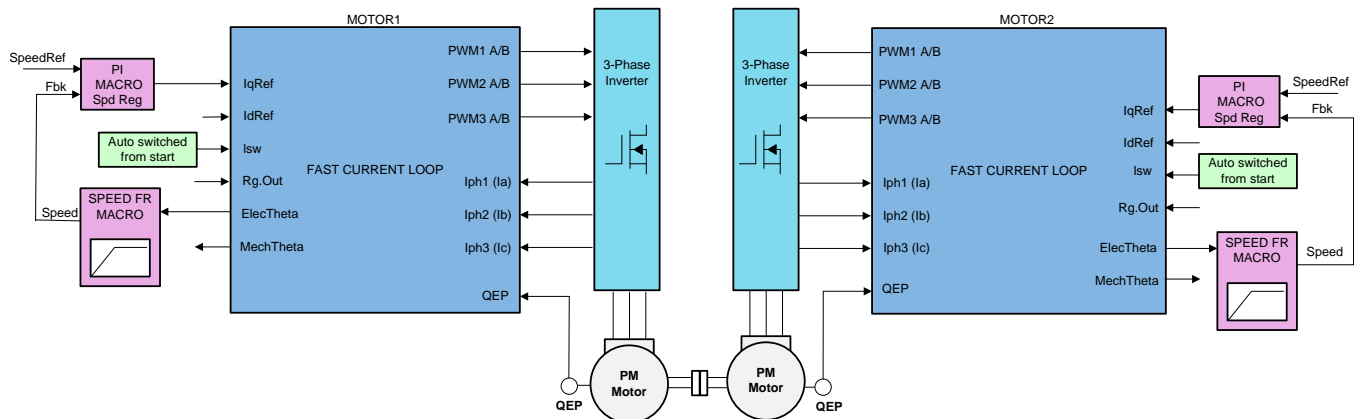 MOTOR1
SpeedRef
Fbk
PI
MACRO
Spd Reg
Auto switched
from start
Speed
SPEED FR
MACRO
IqRef
IdRef
Isw
Rg.Out
ElecTheta
MechTheta
FAST CURRENT LOOP
PWM1 A/B
PWM2 A/B
PWM3 A/B
Iph1 (Ia)
Iph2 (Ib)
Iph3 (Ic)
QEP
3-Phase
Inverter
PM
Motor
QEP
3-Phase
Inverter
PM
Motor
QEP
MOTOR2
PWM1 A/B
PWM2 A/B
PWM3 A/B
Iph1 (Ia)
Iph2 (Ib)
Iph3 (Ic)
QEP
FAST CURRENT LOOP
IqRef
IdRef
Isw
Rg.Out
ElecTheta
MechTheta
PI
MACRO
Spd Reg
SpeedRef
Fbk
Auto switched
from start
SPEED FR
MACRO
Speed